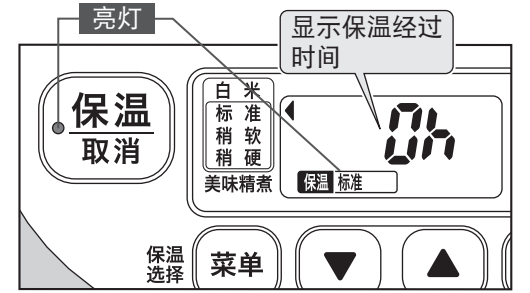 亮灯
显示保温经过
时间
保温
取消
白米
标准
稍软
稍硬
美味精煮
0h
保温 标准
保温
选择
菜单
▼
▲